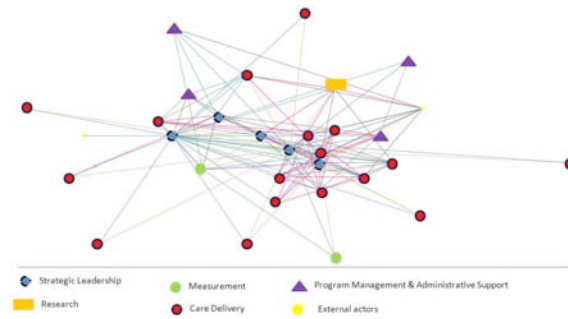 Strategic Leadership
Measurement
Program Management & Administrative Support
Research
Care Delivery
External actors